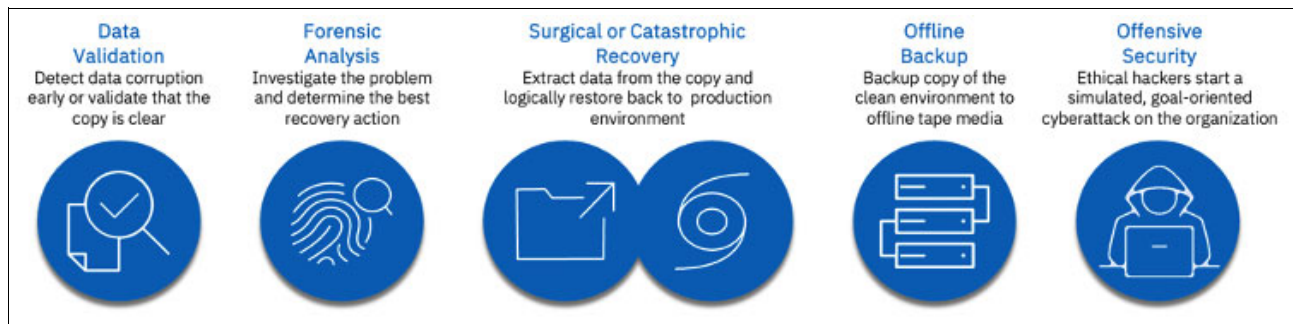 Data
Validation
Detect data corruption
early or validate that the
copy is clear
Forensic
Analysis
Investigate the problem
and determine the best
recovery action
Surgical or Catastrophic
Recovery
Extract data from the copy and
logically restore back to production
environment
Offline
Backup
Backup copy of the
clean environment to
offline tape media
Offensive
Security
Ethical hackers start a
simulated, goal-oriented
cyberattack on the organization